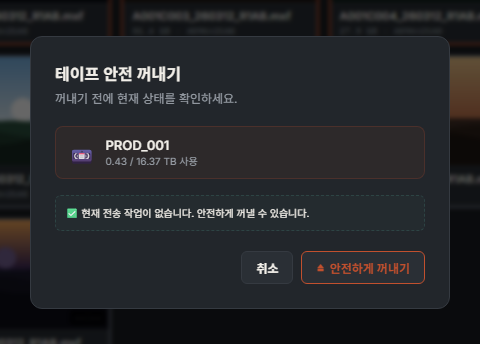 테이프 안전 꺼내기
꺼내기 전에 현재 상태를 확인하세요.
PROD_001
0.43 / 16.37 TB 사용
현재 전송 작업이 없습니다. 안전하게 꺼낼 수 있습니다.
취소
안전하게 꺼내기